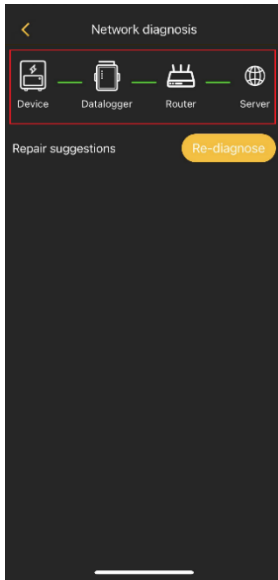 Network diagnosis
Device Datalogger Router Server
Repair suggestions Re-diagnose